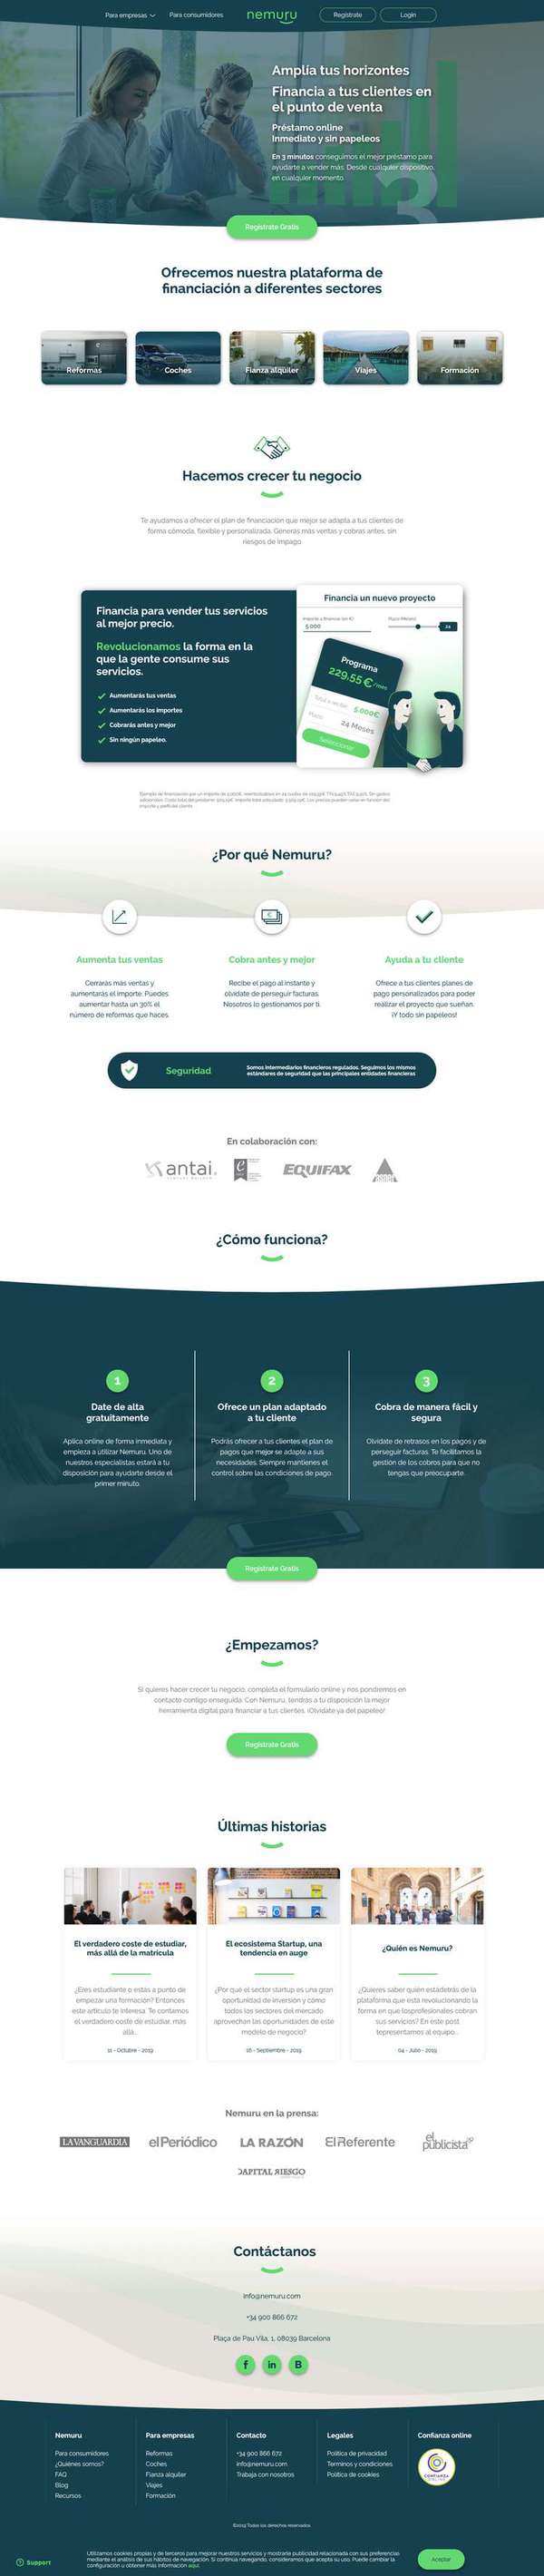 Para empresas
Para consumidores
nemuru
Regístrate
Login
Amplía tus horizontes
Financia a tus clientes en
el punto de venta
Préstamo online
Inmediato y sin papeleos
En 3 minutos conseguimos el mejor préstamo para
ayudarte a vender más. Desde cualquier dispositivo,
en cualquier momento.
Regístrate Gratis
Ofrecemos nuestra plataforma de
financiación a diferentes sectores
Reformas
Coches
Fianza alquiler
Viajes
Formación
Hacemos crecer tu negocio
Te ayudamos a ofrecer el plan de financiación que mejor se adapta a tus clientes de
forma cómoda, flexible y personalizada. Generas más ventas y cobras antes, sin
riesgos de impago.
Financia para vender tus servicios
al mejor precio.
Revolucionamos la forma en la
que la gente consume sus
servicios.
Aumentarás tus ventas
Aumentarás los importes
Cobrarás antes y mejor
Sin ningún papeleo.
Financia un nuevo proyecto
Importe a financiar (en €)
Plazo (Meses)
5.000
24
Programa
229,55 €/mes
5.000€
Plazo
24 Meses
Seleccionar
¿Por qué Nemuru?
Aumenta tus ventas
Cerrarás más ventas y
aumentarás el importe. Puedes
aumentar hasta un 30% el
número de reformas que haces.
Cobra antes y mejor
Recibe el pago al instante y
olvídate de perseguir facturas.
Nosotros lo gestionamos por ti.
Ayuda a tu cliente
Ofrece a tus clientes planes de
pago personalizados para poder
realizar el proyecto que sueñan.
¡Y todo sin papeleos!
Seguridad
Somos intermediarios financieros regulados. Seguimos los mismos
estándares de seguridad que las principales entidades financieras
En colaboración con:
antai
VENTURE BUILDER
EQUIFAX
¿Cómo funciona?
1
Date de alta
gratuitamente
Aplica online de forma inmediata y
empieza a utilizar Nemuru. Uno de
nuestros especialistas estará a tu
disposición para ayudarte desde el
primer minuto.
2
Ofrece un plan adaptado
a tu cliente
Podrás ofrecer a tus clientes el plan de
pagos que mejor se adapte a sus
necesidades. Siempre mantienes el
control sobre las condiciones de pago.
3
Cobra de manera fácil y
segura
Olvídate de retrasos en los pagos y de
perseguir facturas. Te facilitamos la
gestión de los cobros para que no
tengas que preocuparte.
Regístrate Gratis
¿Empezamos?
Si quieres hacer crecer tu negocio, completa el formulario online y nos pondremos en
contacto contigo enseguida. Con Nemuru, tendrás a tu disposición la mejor
herramienta digital para financiar a tus clientes. ¡Olvídate ya del papeleo!
Regístrate Gratis
Últimas historias
El verdadero coste de estudiar,
más allá de la matrícula
¿Eres estudiante o estás a punto de
empezar una formación? Entonces
este artículo te interesa. Te contamos
el verdadero coste de estudiar, más
allá...
11 - Octubre - 2019
El ecosistema Startup, una
tendencia en auge
¿Por qué el sector startup es una gran
oportunidad de inversión y cómo
todos los sectores del mercado
aprovechan las oportunidades de este
modelo de negocio?
16 - Septiembre - 2019
¿Quién es Nemuru?
¿Quieres saber quién está detrás de la
plataforma que está revolucionando la
forma en que los profesionales cobran
sus servicios? En este post
te presentamos al equipo...
04 - Julio - 2019
Nemuru en la prensa:
LA VANGUARDIA
el Periódico
LA RAZÓN
El Referente
el publicista
CAPITAL RIESGO
Contáctanos
info@nemuru.com
+34 900 866 672
Plaça de Pau Vila, 1, 08039 Barcelona
f
in
B
Nemuru
Para consumidores
¿Quiénes somos?
FAQ
Blog
Recursos
Para empresas
Reformas
Coches
Fianza alquiler
Viajes
Formación
Contacto
+34 900 866 672
info@nemuru.com
Trabaja con nosotros
Legales
Política de privacidad
Términos y condiciones
Política de cookies
Confianza online
CONFIANZA
ONLINE
©2019 Todos los derechos reservados
Support
Utilizamos cookies propias y de terceros para mejorar nuestros servicios y mostrarle publicidad relacionada con sus preferencias
mediante el análisis de sus hábitos de navegación. Si continua navegando, consideramos que acepta su uso. Puede cambiar la
configuración u obtener más información aquí.
Aceptar